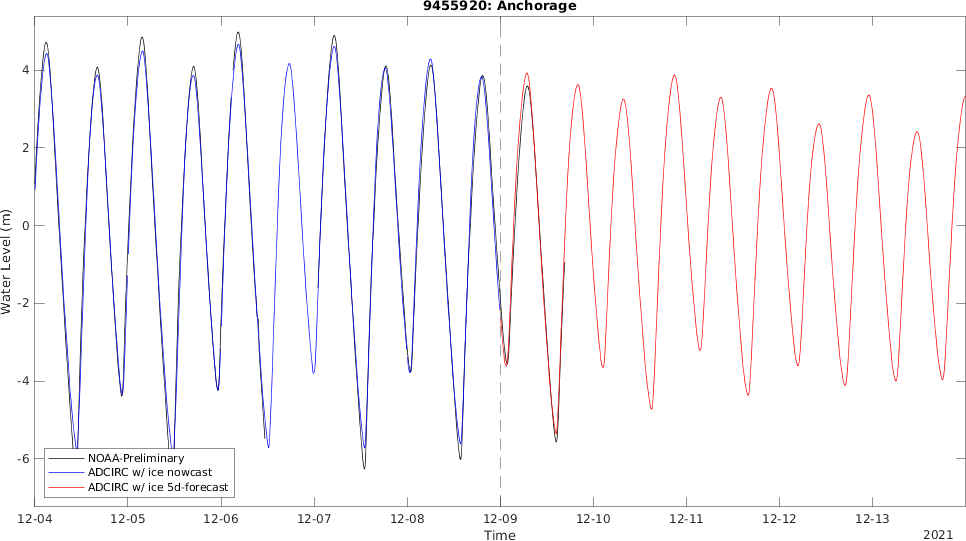 9455920: Anchorage
Water Level (m)
4
2
0
-2
-4
-6
NOAA-Preliminary
ADCIRC w/ ice nowcast
ADCIRC w/ ice 5d-forecast
12-04 12-05 12-06 12-07 12-08 12-09 12-10 12-11 12-12 12-13
Time
2021